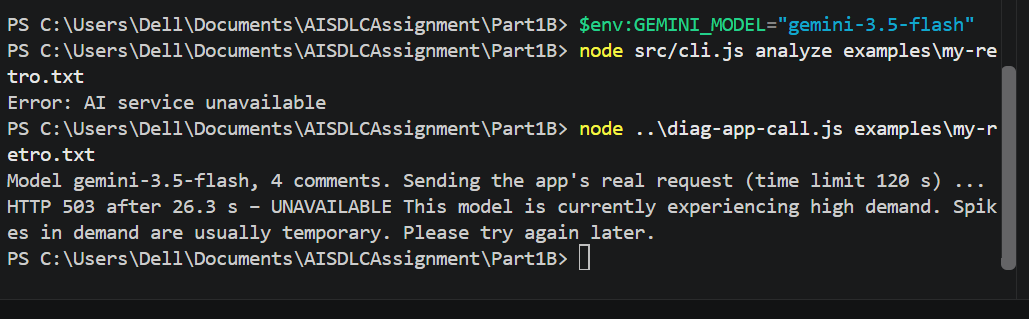 PS C:\Users\Dell\Documents\AISDLCAssignment\Part1B> $env:GEMINI_MODEL="gemini-3.5-flash"
PS C:\Users\Dell\Documents\AISDLCAssignment\Part1B> node src/cli.js analyze examples\my-re
tro.txt
Error: AI service unavailable
PS C:\Users\Dell\Documents\AISDLCAssignment\Part1B> node ..\diag-app-call.js examples\my-r
etro.txt
Model gemini-3.5-flash, 4 comments. Sending the app's real request (time limit 120 s) ...
HTTP 503 after 26.3 s – UNAVAILABLE This model is currently experiencing high demand. Spik
es in demand are usually temporary. Please try again later.
PS C:\Users\Dell\Documents\AISDLCAssignment\Part1B>